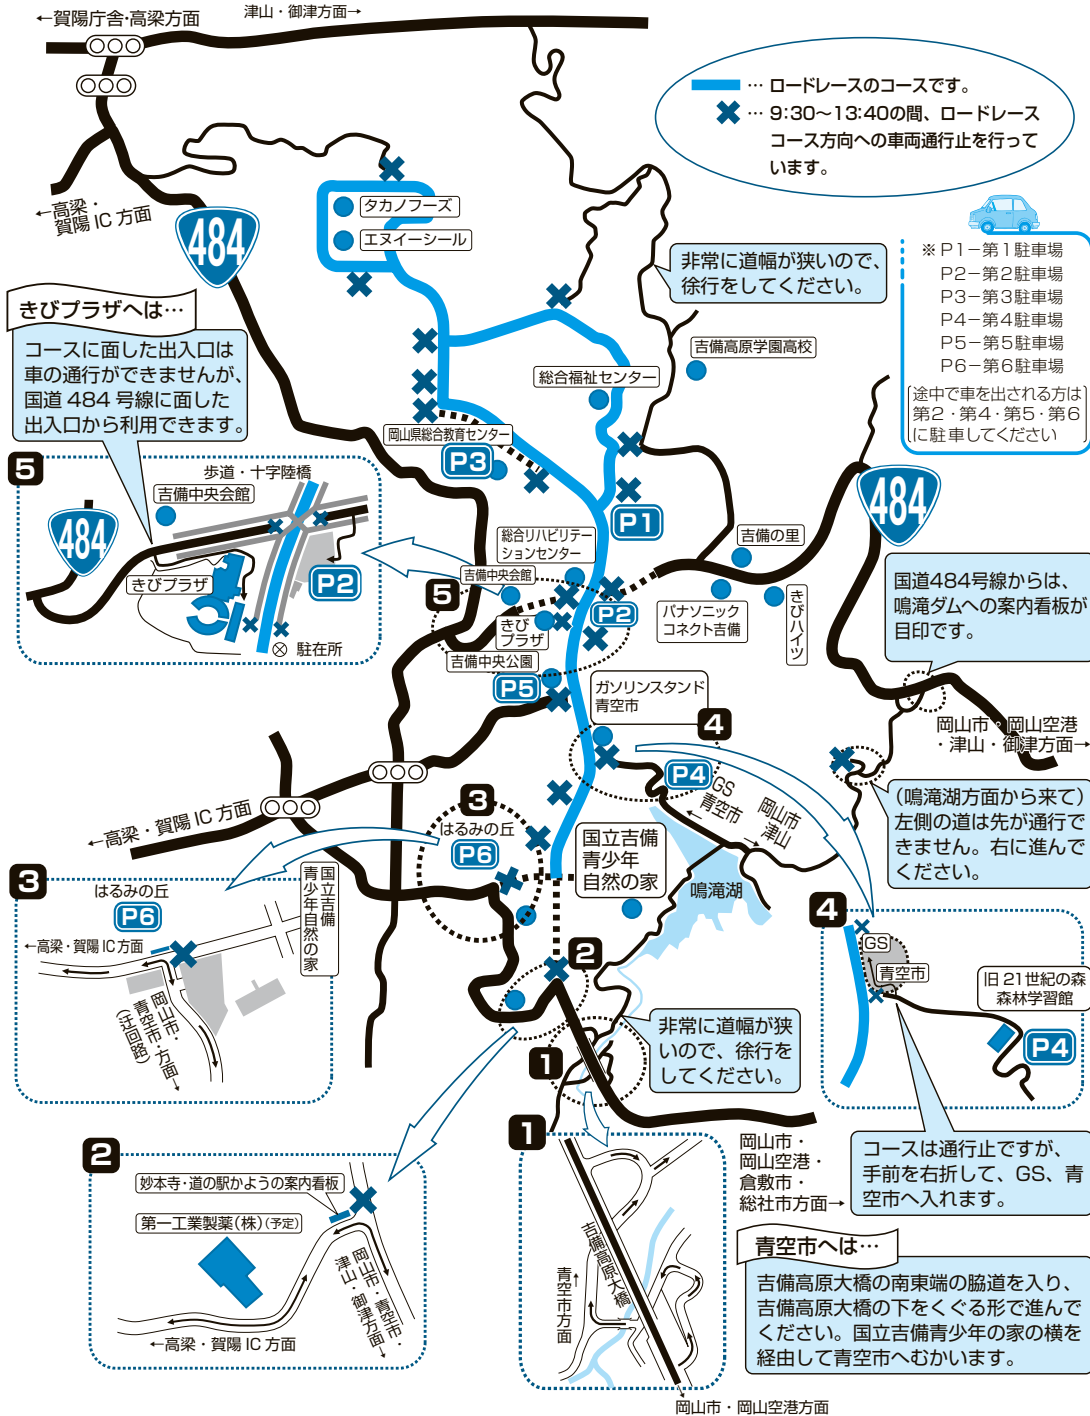 ←賀陽庁舎・高梁方面
津山・御津方面→
… ロードレースのコースです。
… 9:30〜13:40の間、ロードレース
コース方向への車両通行止を行って
います。
←高梁・
賀陽 IC 方面
484
タカノフーズ
エヌイーシール
非常に道幅が狭いので、
徐行をしてください。
※ P1－第1駐車場
P2－第2駐車場
P3－第3駐車場
P4－第4駐車場
P5－第5駐車場
P6－第6駐車場
途中で車を出される方は
第2・第4・第5・第6
に駐車してください
きびプラザへは…
コースに面した出入口は
車の通行ができませんが、
国道 484 号線に面した
出入口から利用できます。
吉備高原学園高校
総合福祉センター
岡山県総合教育センター
P3
P1
484
5
歩道・十字陸橋
吉備中央会館
484
きびプラザ
P2
駐在所
総合リハビリテー
ションセンター
吉備中央会館
5
きび
プラザ
P2
吉備の里
パナソニック
コネクト吉備
きびハイツ
国道484号線からは、
鳴滝ダムへの案内看板が
目印です。
吉備中央公園
P5
ガソリンスタンド
青空市
4
P4
GS
青空市
岡山市
津山
岡山市・岡山空港
・津山・御津方面→
(鳴滝湖方面から来て)
左側の道は先が通行で
きません。右に進んで
ください。
←高梁・賀陽 IC 方面
3
はるみの丘
P6
国立吉備
青少年
自然の家
鳴滝湖
3
はるみの丘
P6
←高梁・賀陽 IC 方面
国立吉備
青少年自然の家
岡山市・
青空市・方面→
(迂回路)
4
GS
青空市
旧 21世紀の森
森林学習館
P4
2
非常に道幅が狭
いので、徐行を
してください。
1
コースは通行止ですが、
手前を右折して、GS、青
空市へ入れます。
岡山市・
岡山空港・
倉敷市・
総社市方面→
2
妙本寺・道の駅かようの案内看板
第一工業製薬(株)(予定)
岡山市・青空市・
津山・御津方面→
←高梁・賀陽 IC 方面
1
吉備高原大橋
青空市方面→
岡山市・岡山空港方面
青空市へは…
吉備高原大橋の南東端の脇道を入り、
吉備高原大橋の下をくぐる形で進んで
ください。国立吉備青少年の家の横を
経由して青空市へむかいます。